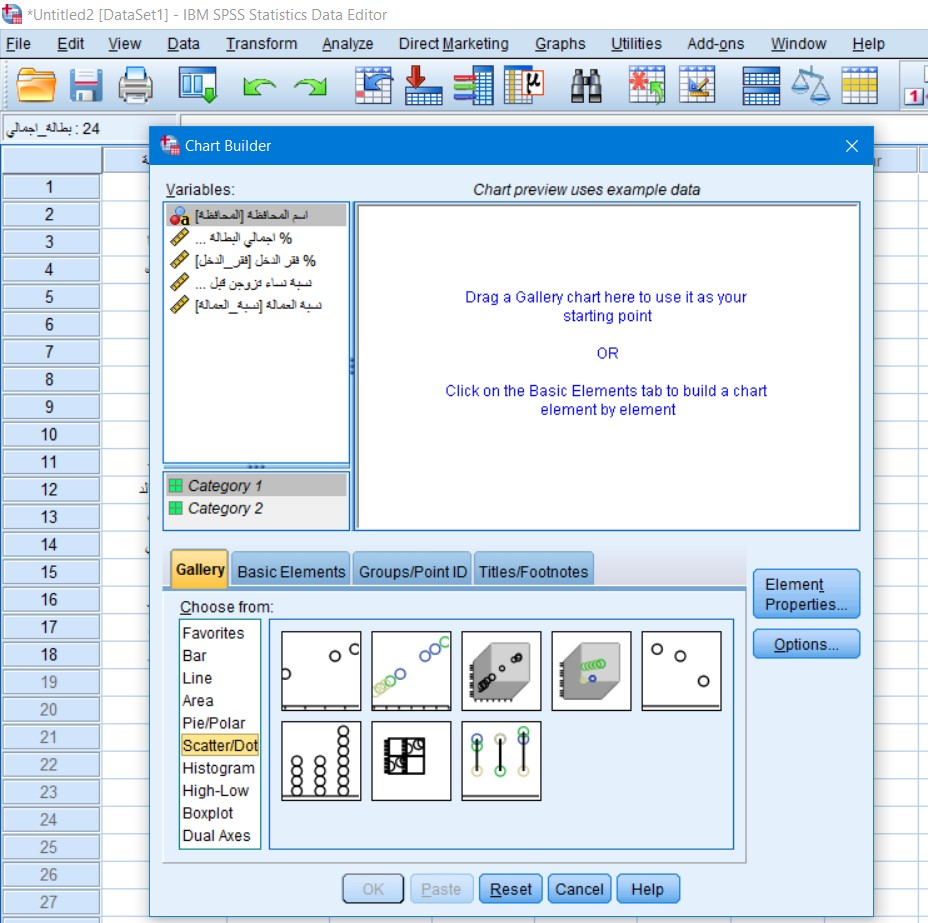 *Untitled2 [DataSet1] - IBM SPSS Statistics Data Editor
File Edit View Data Transform Analyze Direct Marketing Graphs Utilities Add-ons Window Help
24 : بطالة_اجمالي
Chart Builder
Variables:
Chart preview uses example data
اسم المحافظة [المحافظة]
% اجمالي البطالة ...
% فقر الدخل [فقر_الدخل]
نسبة نساء تزوجن قبل ...
نسبة العمالة [نسبة_العمالة]
Drag a Gallery chart here to use it as your
starting point
OR
Click on the Basic Elements tab to build a chart
element by element
Category 1
Category 2
Gallery Basic Elements Groups/Point ID Titles/Footnotes
Choose from:
Favorites
Bar
Line
Area
Pie/Polar
Scatter/Dot
Histogram
High-Low
Boxplot
Dual Axes
Element
Properties...
Options...
OK Paste Reset Cancel Help
1
2
3
4
5
6
7
8
9
10
11
12
13
14
15
16
17
18
19
20
21
22
23
24
25
26
27